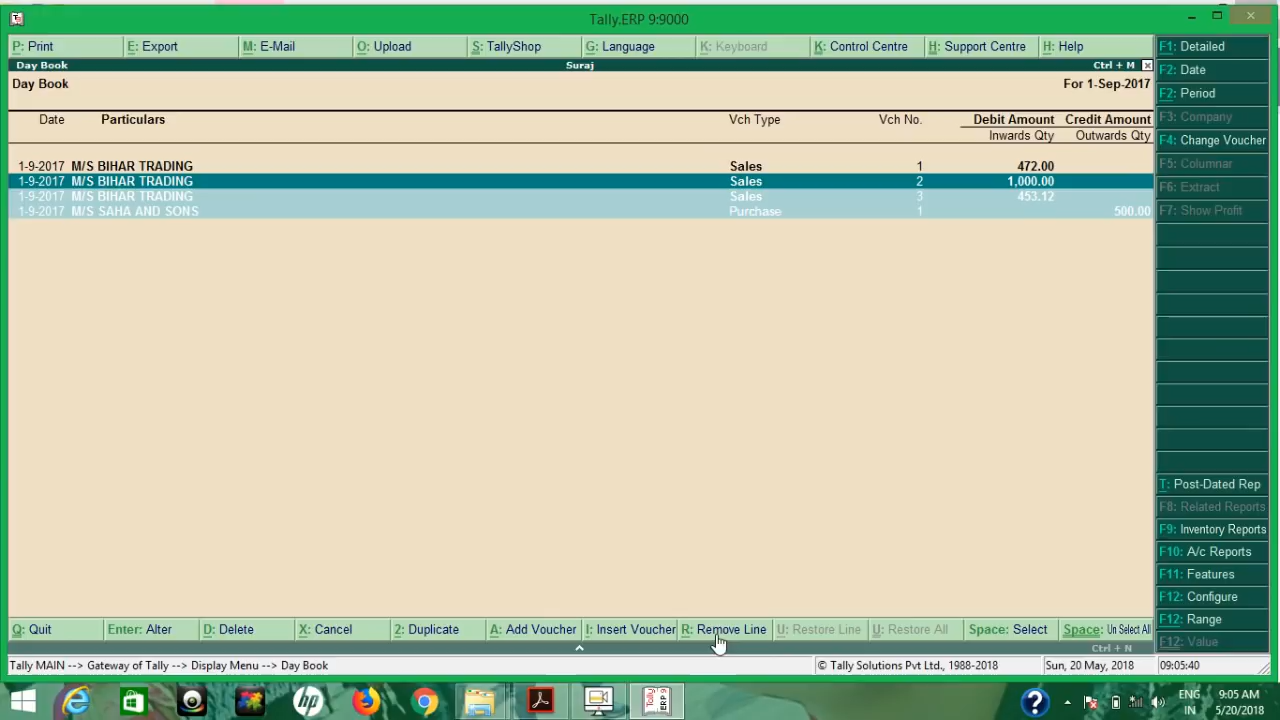 Tally.ERP 9:9000
P: Print E: Export M: E-Mail O: Upload S: TallyShop G: Language K: Keyboard K: Control Centre H: Support Centre H: Help
Day Book Suraj Ctrl + M
Day Book For 1-Sep-2017
Date Particulars Vch Type Vch No. Debit Amount Credit Amount
Inwards Qty Outwards Qty
1-9-2017 M/S BIHAR TRADING Sales 1 472.00
1-9-2017 M/S BIHAR TRADING Sales 2 1,000.00
1-9-2017 M/S BIHAR TRADING Sales 3 453.12
1-9-2017 M/S SAHA AND SONS Purchase 1 500.00
F1: Detailed
F2: Date
F2: Period
F3: Company
F4: Change Voucher
F5: Columnar
F6: Extract
F7: Show Profit
T: Post-Dated Rep
F8: Related Reports
F9: Inventory Reports
F10: A/c Reports
F11: Features
F12: Configure
F12: Range
F12: Value
Q: Quit Enter: Alter D: Delete X: Cancel 2: Duplicate A: Add Voucher I: Insert Voucher R: Remove Line U: Restore Line U: Restore All Space: Select Space: Un Select All
Ctrl + N
Tally MAIN --> Gateway of Tally --> Display Menu --> Day Book © Tally Solutions Pvt Ltd., 1988-2018 Sun, 20 May, 2018 09:05:40
hp Tally ERP 9 ENG 9:05 AM
IN 5/20/2018